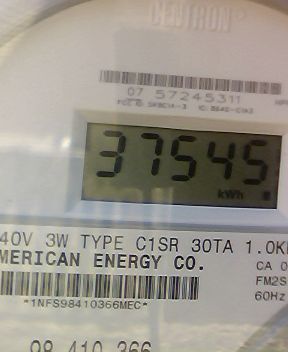 CENTRON®
07 57245311
37545
kWh
40V 3W TYPE C1SR 30TA 1.0K
MERICAN ENERGY CO.
CA 0
FM2S
60Hz
*1NFS98410366MEC*
98 410 366